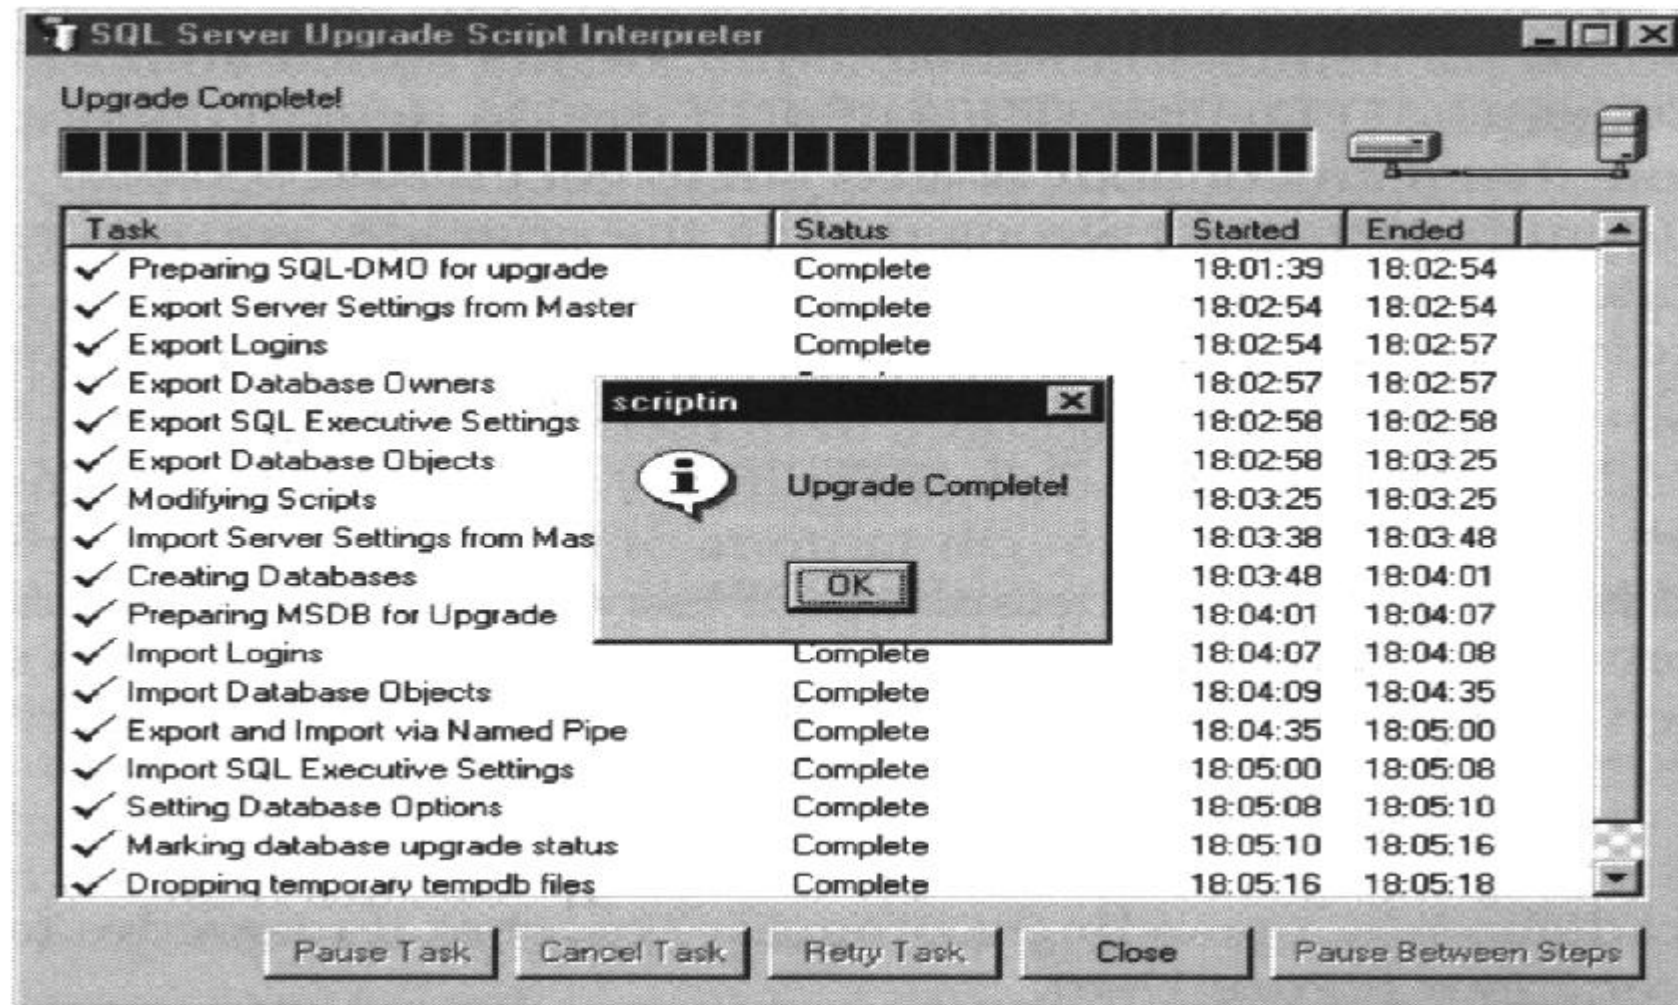 SQL Server Upgrade Script Interpreter
Upgrade Complete!
Task Status Started Ended
Preparing SQL-DMO for upgrade Complete 18:01:39 18:02:54
Export Server Settings from Master Complete 18:02:54 18:02:54
Export Logins Complete 18:02:54 18:02:57
Export Database Owners 18:02:57 18:02:57
Export SQL Executive Settings 18:02:58 18:02:58
Export Database Objects 18:02:58 18:03:25
Modifying Scripts 18:03:25 18:03:25
Import Server Settings from Mas 18:03:38 18:03:48
Creating Databases 18:03:48 18:04:01
Preparing MSDB for Upgrade 18:04:01 18:04:07
Import Logins Complete 18:04:07 18:04:08
Import Database Objects Complete 18:04:09 18:04:35
Export and Import via Named Pipe Complete 18:04:35 18:05:00
Import SQL Executive Settings Complete 18:05:00 18:05:08
Setting Database Options Complete 18:05:08 18:05:10
Marking database upgrade status Complete 18:05:10 18:05:16
Dropping temporary tempdb files Complete 18:05:16 18:05:18
scriptin
Upgrade Complete!
OK
Pause Task Cancel Task Retry Task Close Pause Between Steps